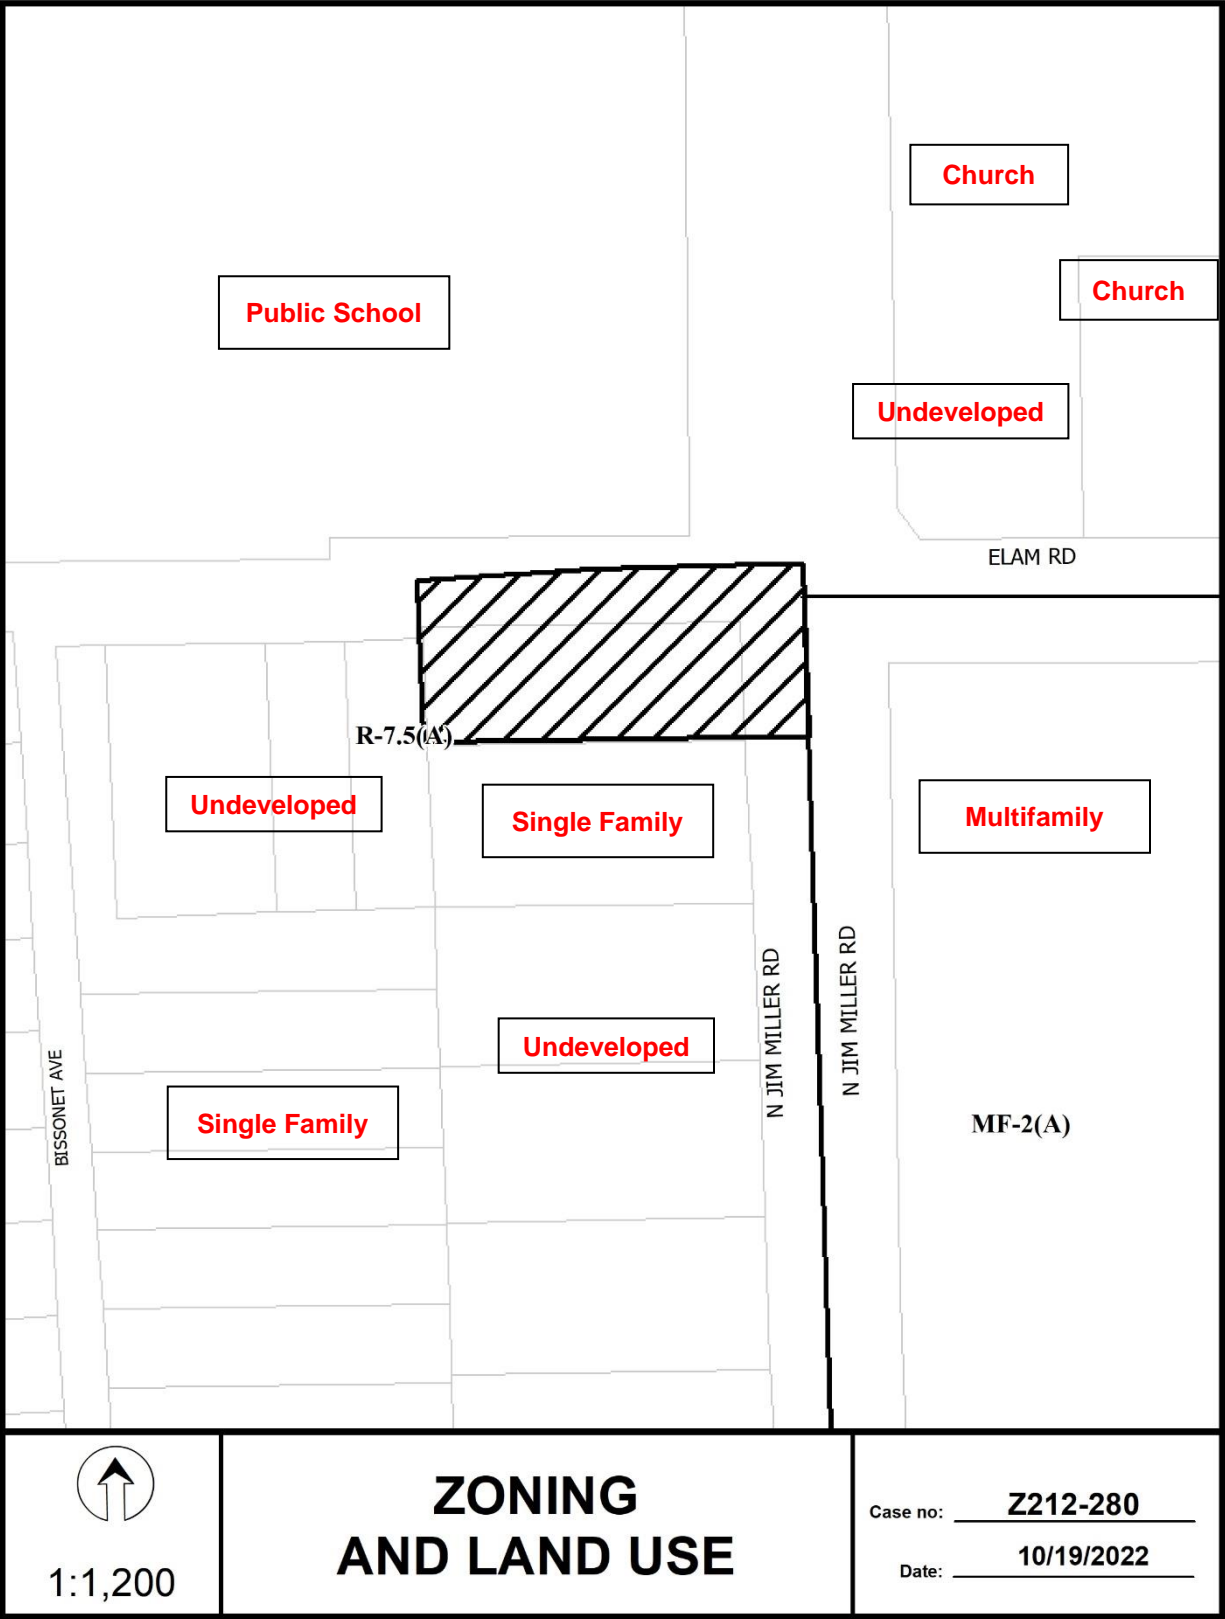 Church
Church
Public School
Undeveloped
ELAM RD
R-7.5(A)
Undeveloped
Single Family
Multifamily
N JIM MILLER RD
N JIM MILLER RD
Undeveloped
BISSONET AVE
Single Family
MF-2(A)
1:1,200
ZONING
AND LAND USE
Case no: Z212-280
Date: 10/19/2022